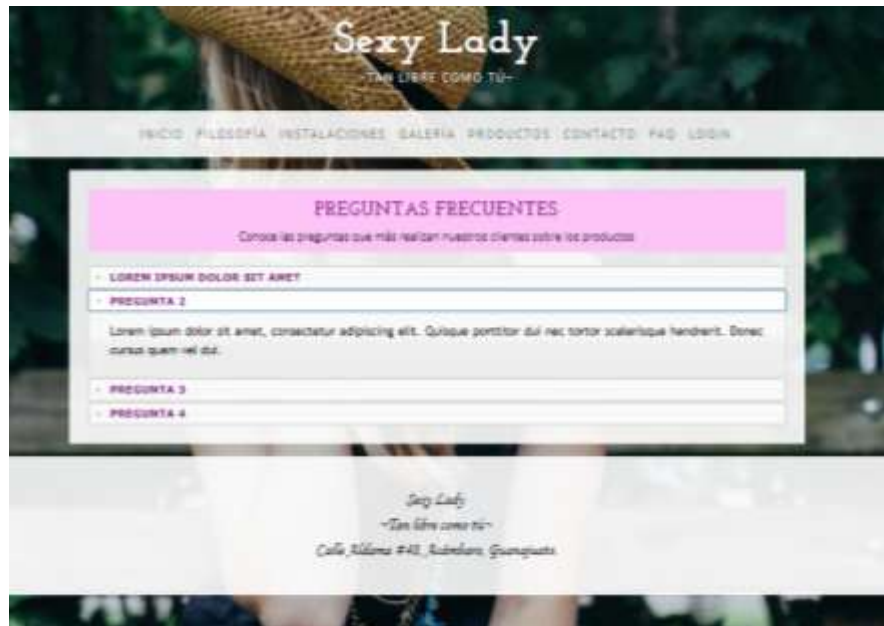 Sexy Lady
~TAN LIBRE COMO TÚ~
INICIO FILOSOFÍA INSTALACIONES GALERÍA PRODUCTOS CONTACTO FAQ LOGIN
PREGUNTAS FRECUENTES
Conoce las preguntas que más realizan nuestros clientes sobre los productos
LOREM IPSUM DOLOR SIT AMET
PREGUNTA 2
Lorem ipsum dolor sit amet, consectetur adipiscing elit. Quisque porttitor dui nec tortor scelerisque hendrerit. Donec
cursus quam vel dui.
PREGUNTA 3
PREGUNTA 4
Sexy Lady
~Tan libre como tú~
Calle Aldama #48, Acámbaro, Guanajuato.